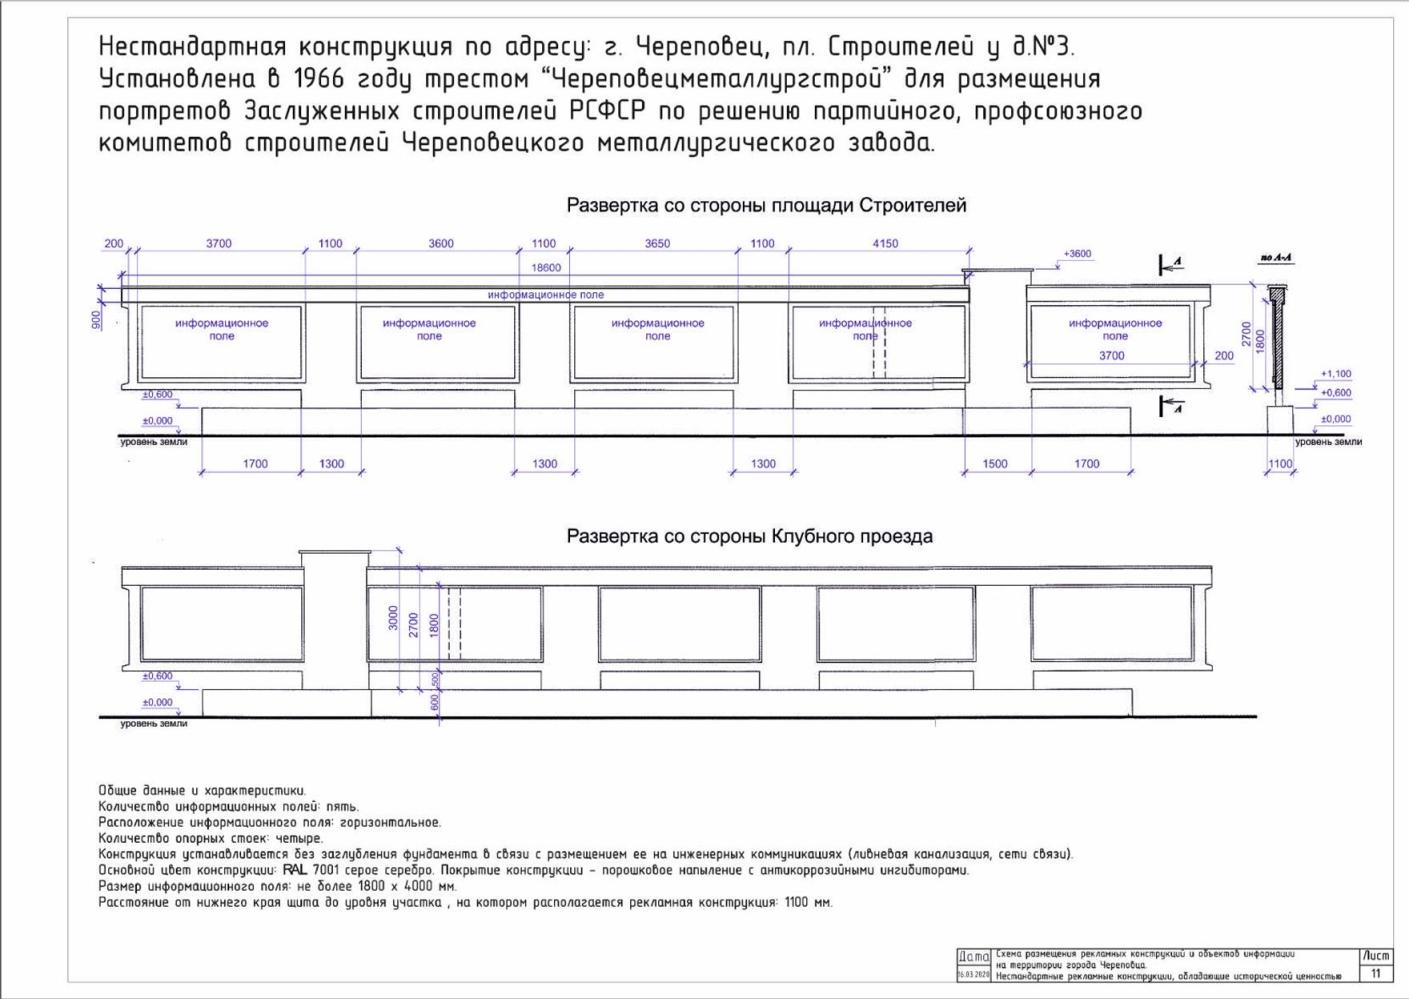 Нестандартная конструкция по адресу: г. Череповец, пл. Строителей у д.№3.
Установлена в 1966 году трестом “Череповецметаллургстрой” для размещения
портретов Заслуженных строителей РСФСР по решению партийного, профсоюзного
комитетов строителей Череповецкого металлургического завода.
Развертка со стороны площади Строителей
200 3700 1100 3600 1100 3650 1100 4150
+3600
А
по А-А
18600
информационное поле
900
информационное поле
информационное поле
информационное поле
информационное поле
информационное поле
3700 200
2700 1800
+1,100
+0,600
±0,000
уровень земли
±0,600
±0,000
уровень земли
А
1700 1300 1300 1300 1500 1700 1100
Развертка со стороны Клубного проезда
3000 2700 1800
500
600
±0,600
±0,000
уровень земли
Общие данные и характеристики.
Количество информационных полей: пять.
Расположение информационного поля: горизонтальное.
Количество опорных стоек: четыре.
Конструкция устанавливается без заглубления фундамента в связи с размещением ее на инженерных коммуникациях (ливневая канализация, сети связи).
Основной цвет конструкции: RAL 7001 серое серебро. Покрытие конструкции - порошковое напыление с антикоррозийными ингибиторами.
Размер информационного поля: не более 1800 х 4000 мм.
Расстояние от нижнего края щита до уровня участка , на котором располагается рекламная конструкция: 1100 мм.
Дата
16.03.2020
Схема размещения рекламных конструкций и объектов информации
на территории города Череповца.
Нестандартные рекламные конструкции, обладающие исторической ценностью
Лист
11